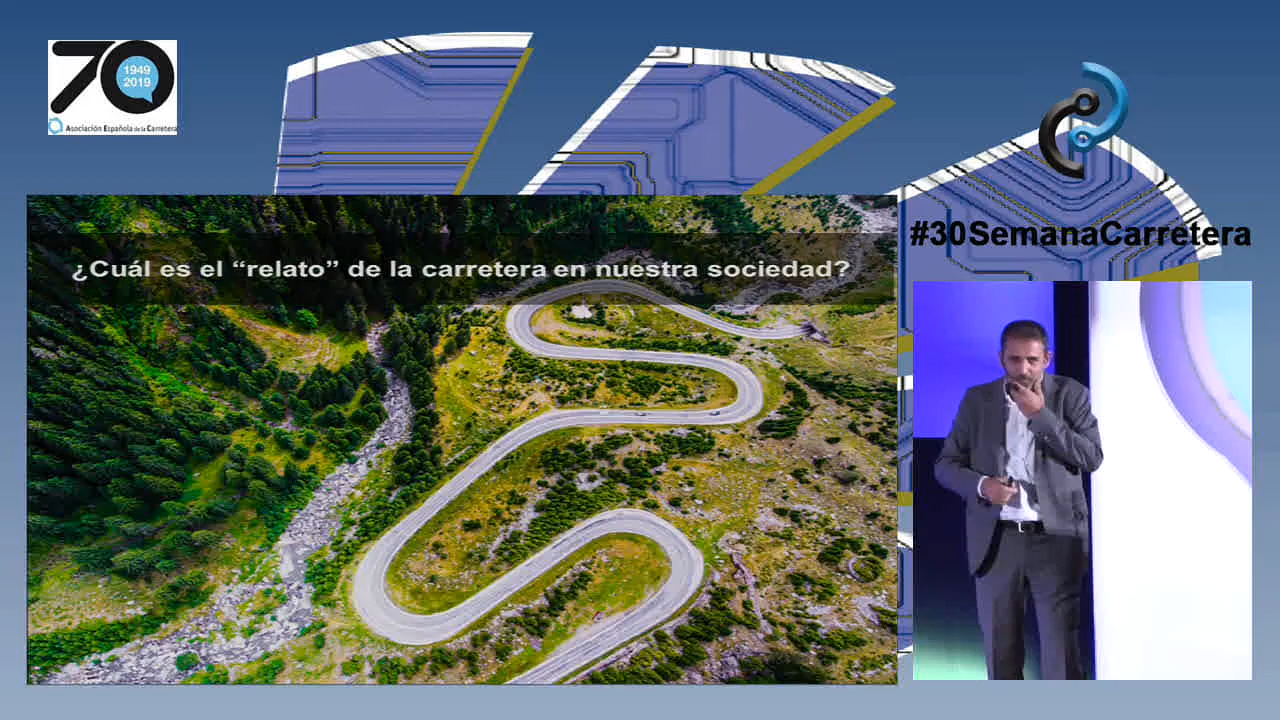 70
1949
2019
Asociación Española de la Carretera
#30SemanaCarretera
¿Cuál es el “relato” de la carretera en nuestra sociedad?